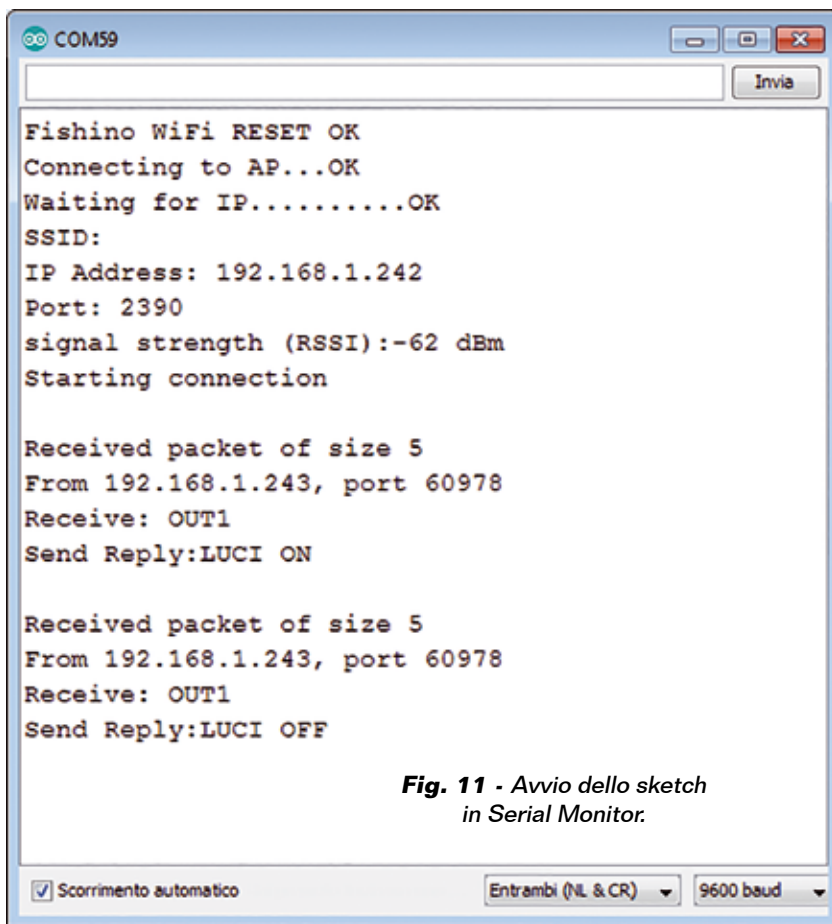 COM59
Invia
Fishino WiFi RESET OK
Connecting to AP...OK
Waiting for IP..........OK
SSID:
IP Address: 192.168.1.242
Port: 2390
signal strength (RSSI):-62 dBm
Starting connection
Received packet of size 5
From 192.168.1.243, port 60978
Receive: OUT1
Send Reply:LUCI ON
Received packet of size 5
From 192.168.1.243, port 60978
Receive: OUT1
Send Reply:LUCI OFF
Fig. 11 - Avvio dello sketch
in Serial Monitor.
Scorrimento automatico
Entrambi (NL & CR)
9600 baud